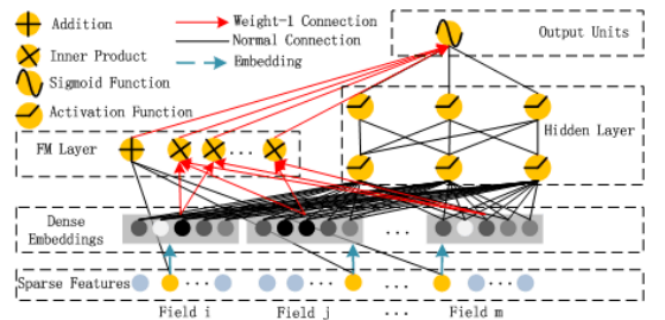 Addition
Weight-1 Connection
Inner Product
Normal Connection
Sigmoid Function
Embedding
Activation Function
Output Units
FM Layer
...
Hidden Layer
Dense
Embeddings
...
Sparse Features
... ... ... ...
Field i Field j ... Field m